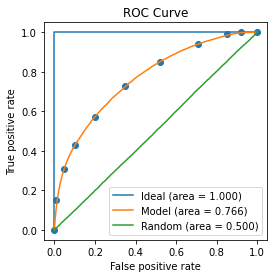 ROC Curve
True positive rate
1.0
0.8
0.6
0.4
0.2
0.0
Ideal (area = 1.000)
Model (area = 0.766)
Random (area = 0.500)
0.0 0.2 0.4 0.6 0.8 1.0
False positive rate